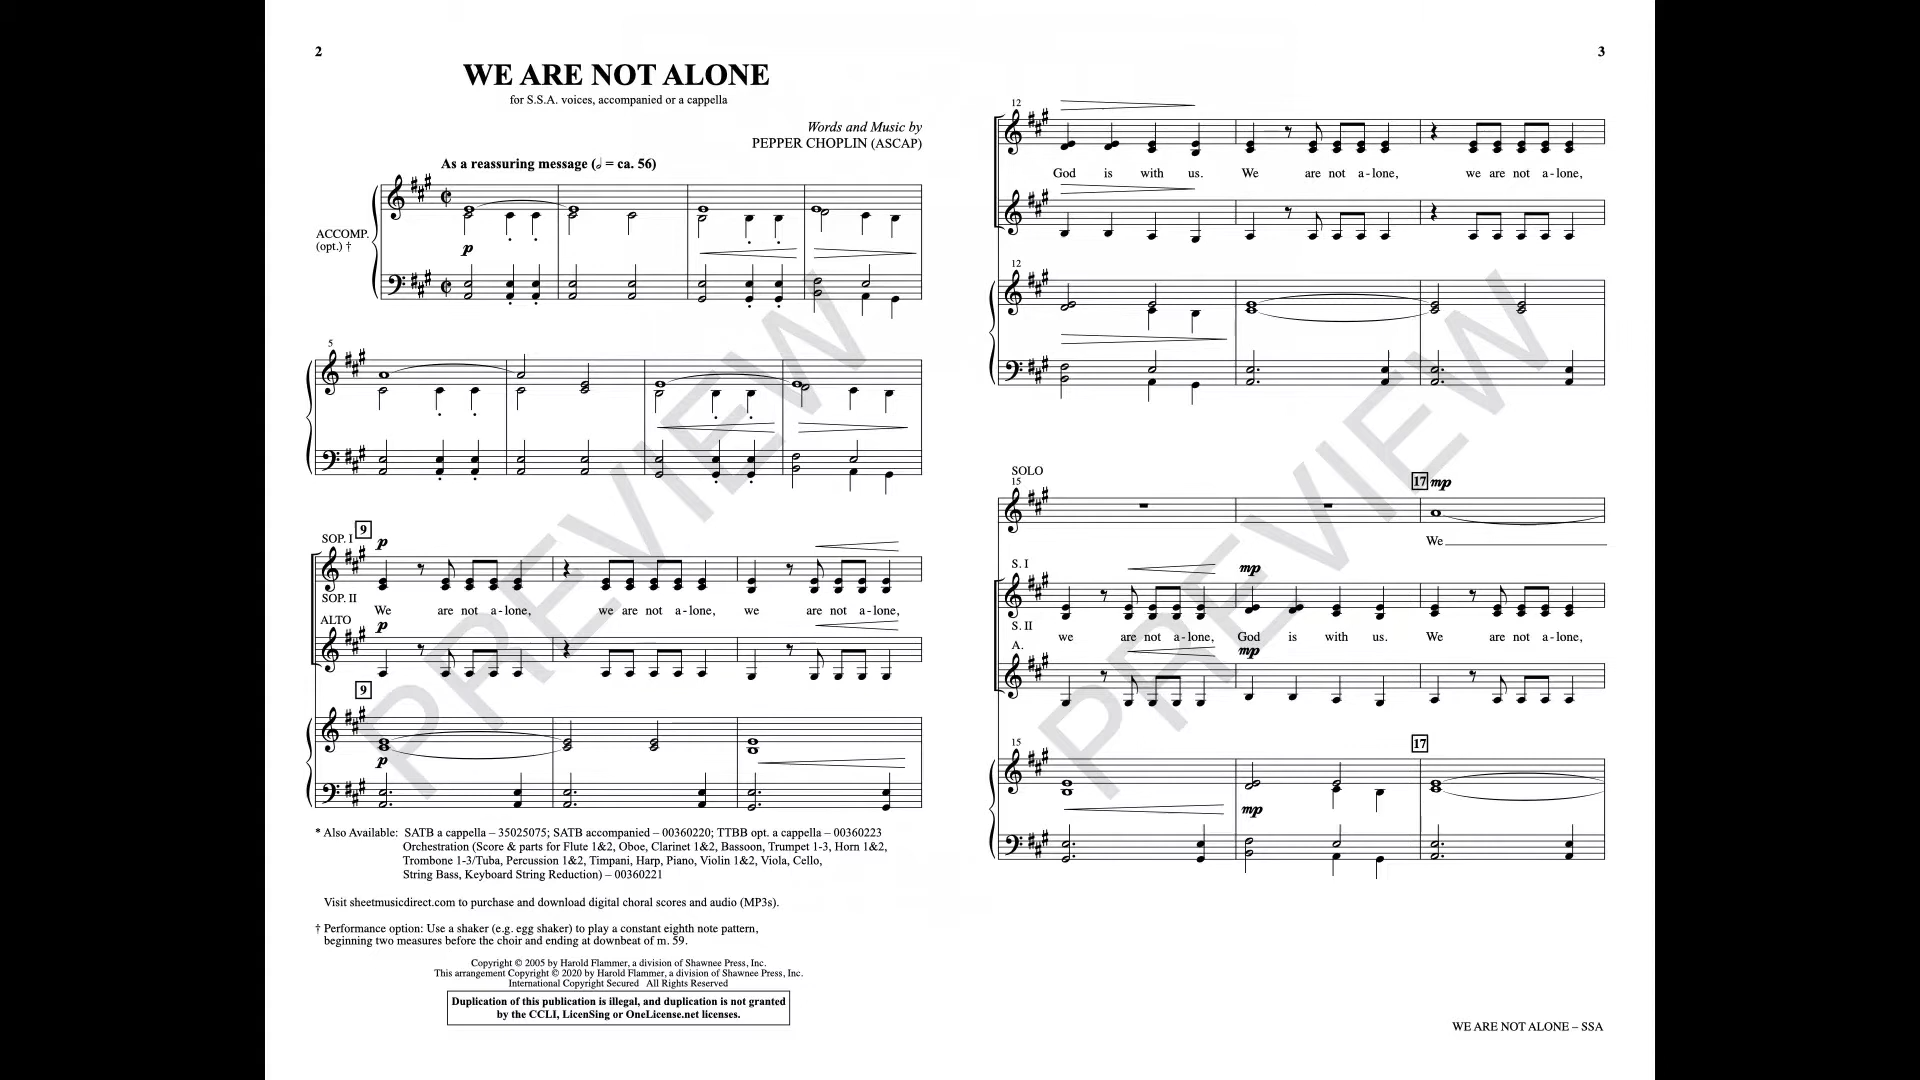 2
WE ARE NOT ALONE
for S.S.A. voices, accompanied or a cappella
Words and Music by
PEPPER CHOPLIN (ASCAP)
As a reassuring message (𝅗𝅥 = ca. 56)
ACCOMP.
(opt.) †
p
5
SOP. I
9
p
SOP. II
We are not a-lone, we are not a-lone, we are not a-lone,
ALTO
p
9
p
* Also Available: SATB a cappella – 35025075; SATB accompanied – 00360220; TTBB opt. a cappella – 00360223
Orchestration (Score & parts for Flute 1&2, Oboe, Clarinet 1&2, Bassoon, Trumpet 1-3, Horn 1&2,
Trombone 1-3/Tuba, Percussion 1&2, Timpani, Harp, Piano, Violin 1&2, Viola, Cello,
String Bass, Keyboard String Reduction) – 00360221
Visit sheetmusicdirect.com to purchase and download digital choral scores and audio (MP3s).
† Performance option: Use a shaker (e.g. egg shaker) to play a constant eighth note pattern,
beginning two measures before the choir and ending at downbeat of m. 59.
Copyright © 2005 by Harold Flammer, a division of Shawnee Press, Inc.
This arrangement Copyright © 2020 by Harold Flammer, a division of Shawnee Press, Inc.
International Copyright Secured All Rights Reserved
Duplication of this publication is illegal, and duplication is not granted
by the CCLI, LicenSing or OneLicense.net licenses.
PREVIEW
3
12
God is with us. We are not a-lone, we are not a-lone,
12
SOLO
15
17 mp
We
S. I
mp
S. II
we are not a-lone, God is with us. We are not a-lone,
A.
mp
15
17
mp
PREVIEW
WE ARE NOT ALONE – SSA